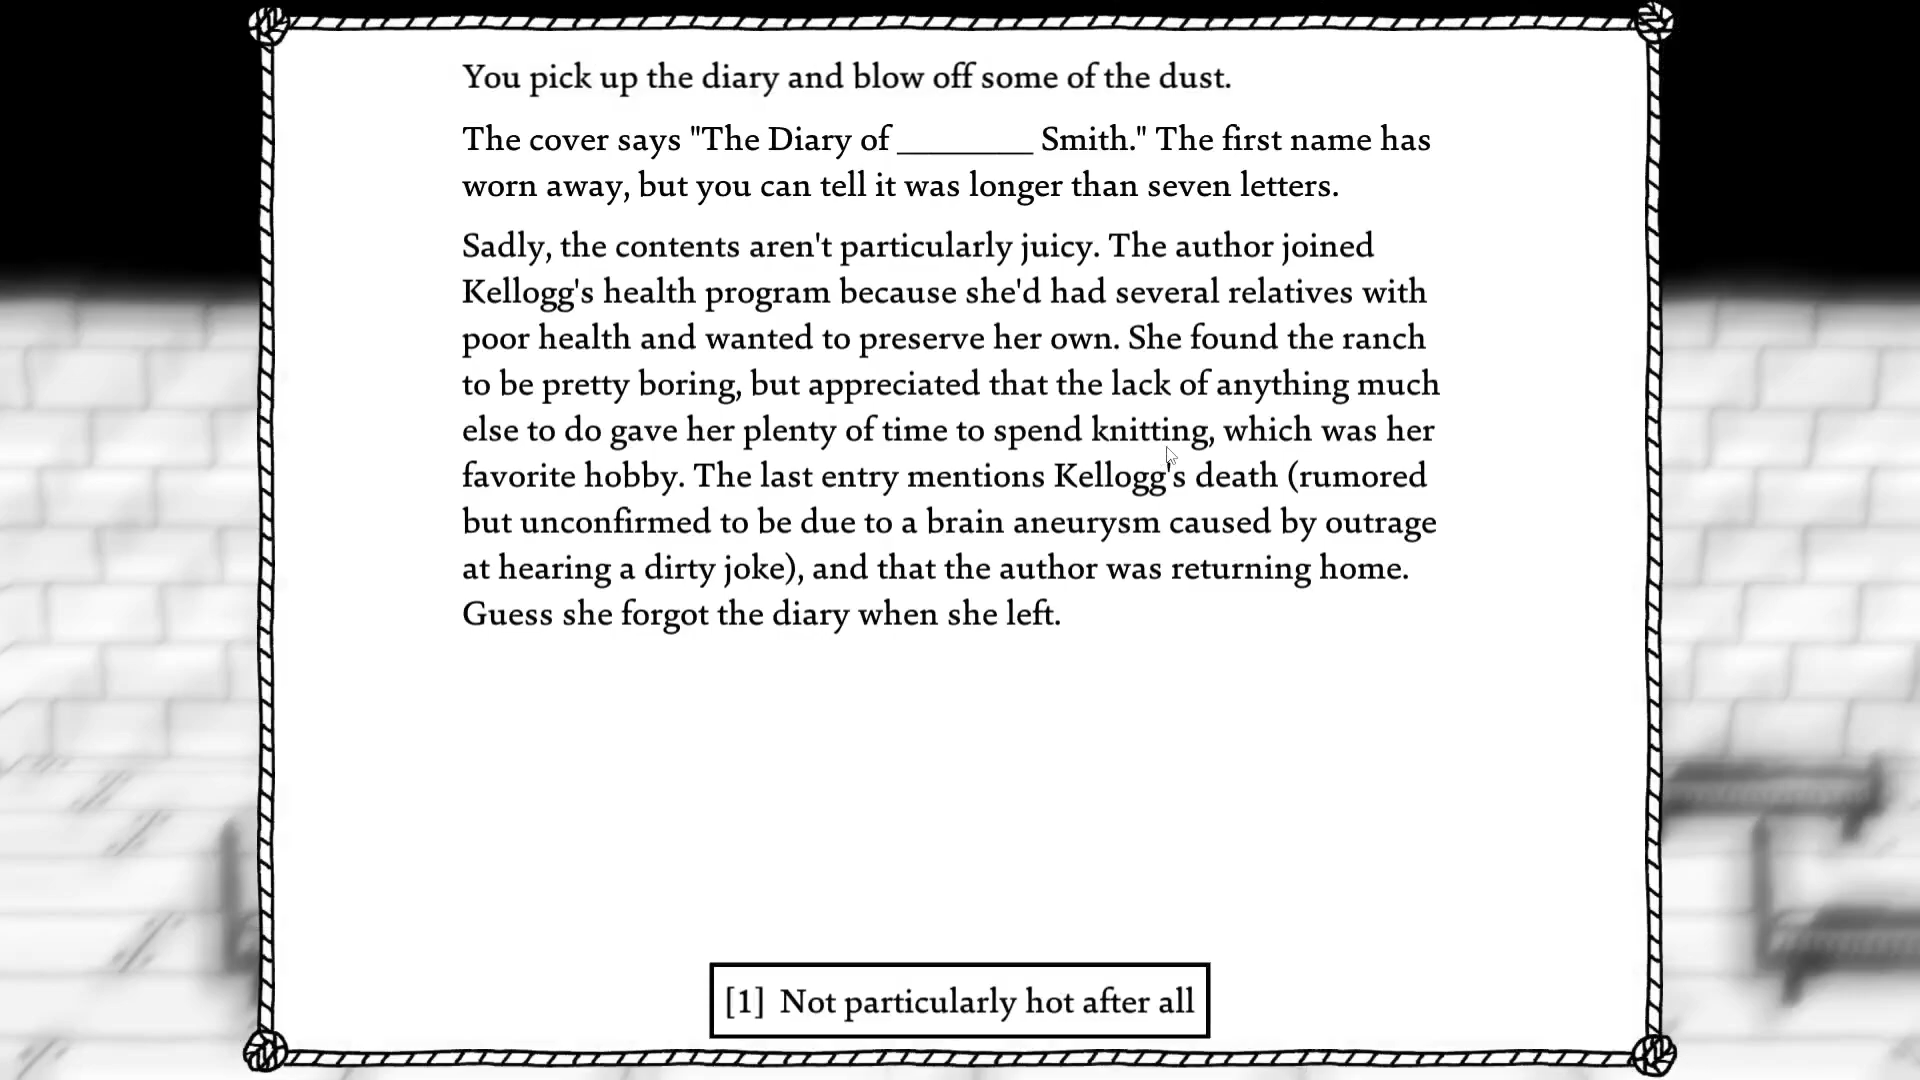 You pick up the diary and blow off some of the dust.
The cover says "The Diary of ________ Smith." The first name has
worn away, but you can tell it was longer than seven letters.
Sadly, the contents aren't particularly juicy. The author joined
Kellogg's health program because she'd had several relatives with
poor health and wanted to preserve her own. She found the ranch
to be pretty boring, but appreciated that the lack of anything much
else to do gave her plenty of time to spend knitting, which was her
favorite hobby. The last entry mentions Kellogg's death (rumored
but unconfirmed to be due to a brain aneurysm caused by outrage
at hearing a dirty joke), and that the author was returning home.
Guess she forgot the diary when she left.
[1] Not particularly hot after all